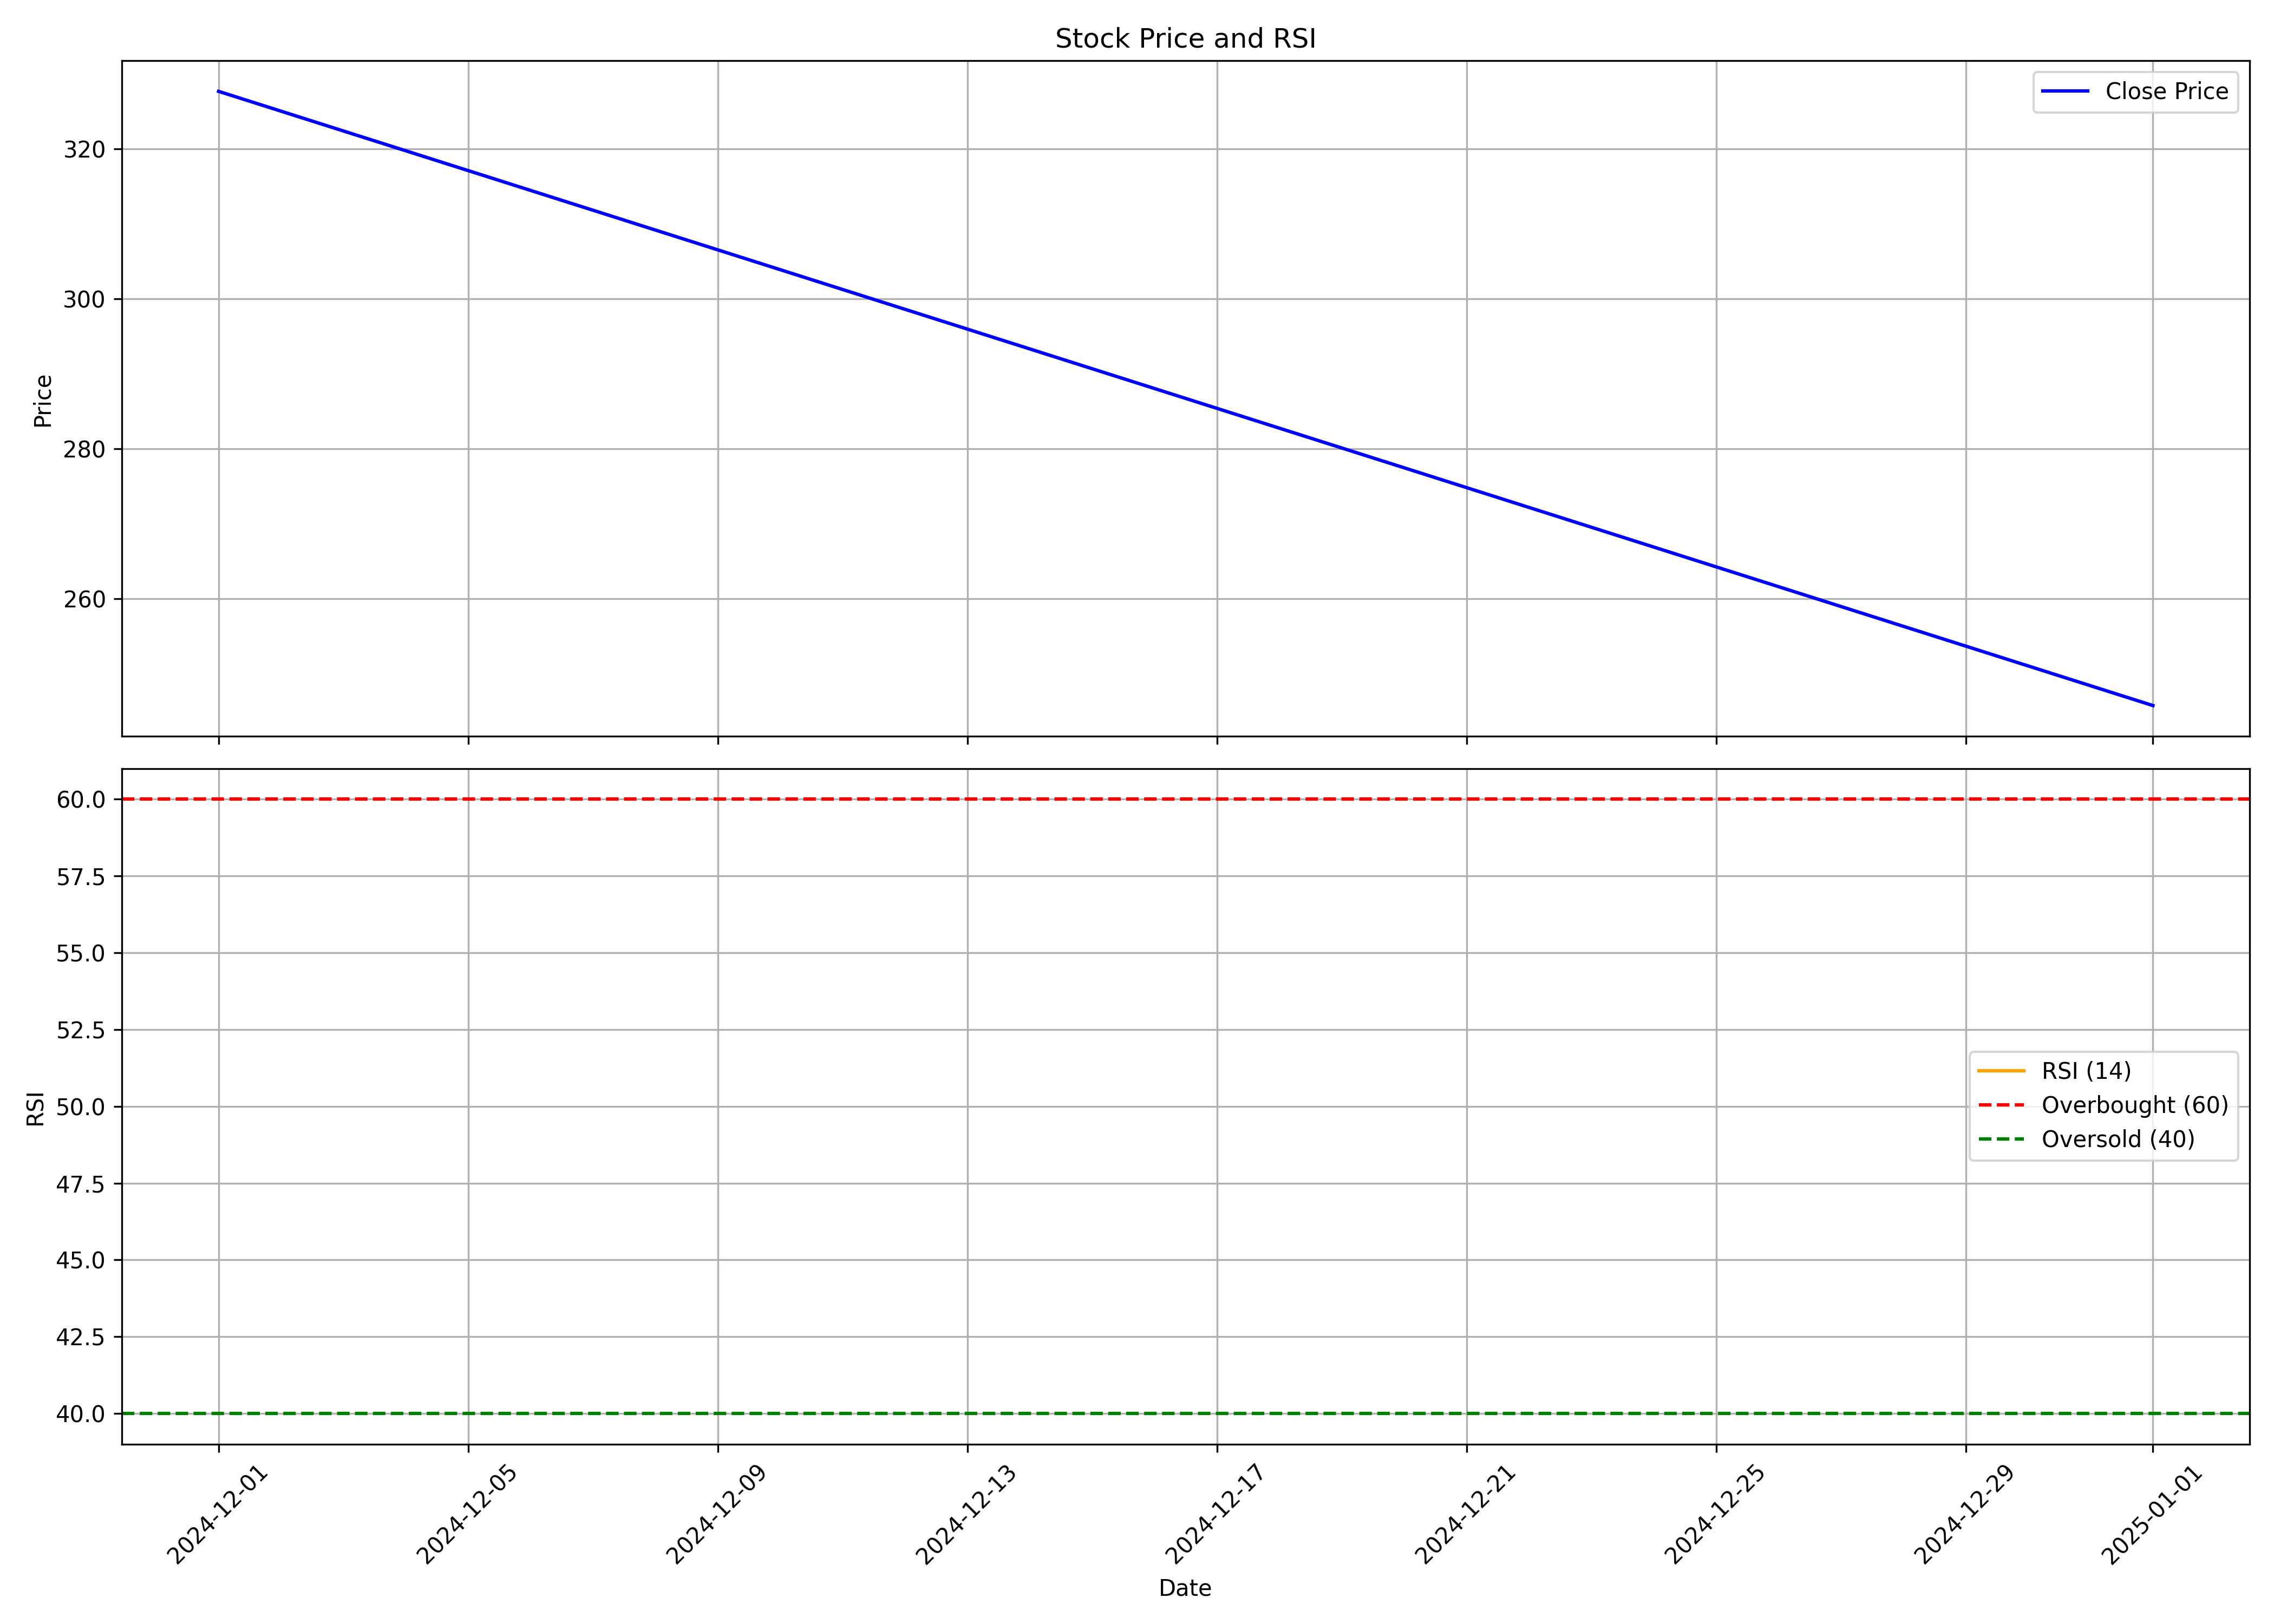 Stock Price and RSI
Close Price
320
300
280
260
Price
60.0
57.5
55.0
52.5
50.0
47.5
45.0
42.5
40.0
RSI
RSI (14)
Overbought (60)
Oversold (40)
2024-12-01
2024-12-05
2024-12-09
2024-12-13
2024-12-17
2024-12-21
2024-12-25
2024-12-29
2025-01-01
Date